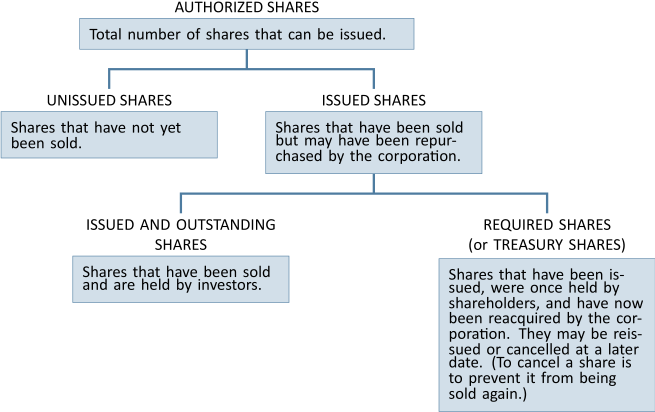 AUTHORIZED SHARES
Total number of shares that can be issued.
UNISSUED SHARES
Shares that have not yet
been sold.
ISSUED SHARES
Shares that have been sold
but may have been repur-
chased by the corporation.
ISSUED AND OUTSTANDING
SHARES
Shares that have been sold
and are held by investors.
REQUIRED SHARES
(or TREASURY SHARES)
Shares that have been is-
sued, were once held by
shareholders, and have now
been reacquired by the cor-
poration. They may be reis-
sued or cancelled at a later
date. (To cancel a share is
to prevent it from being
sold again.)